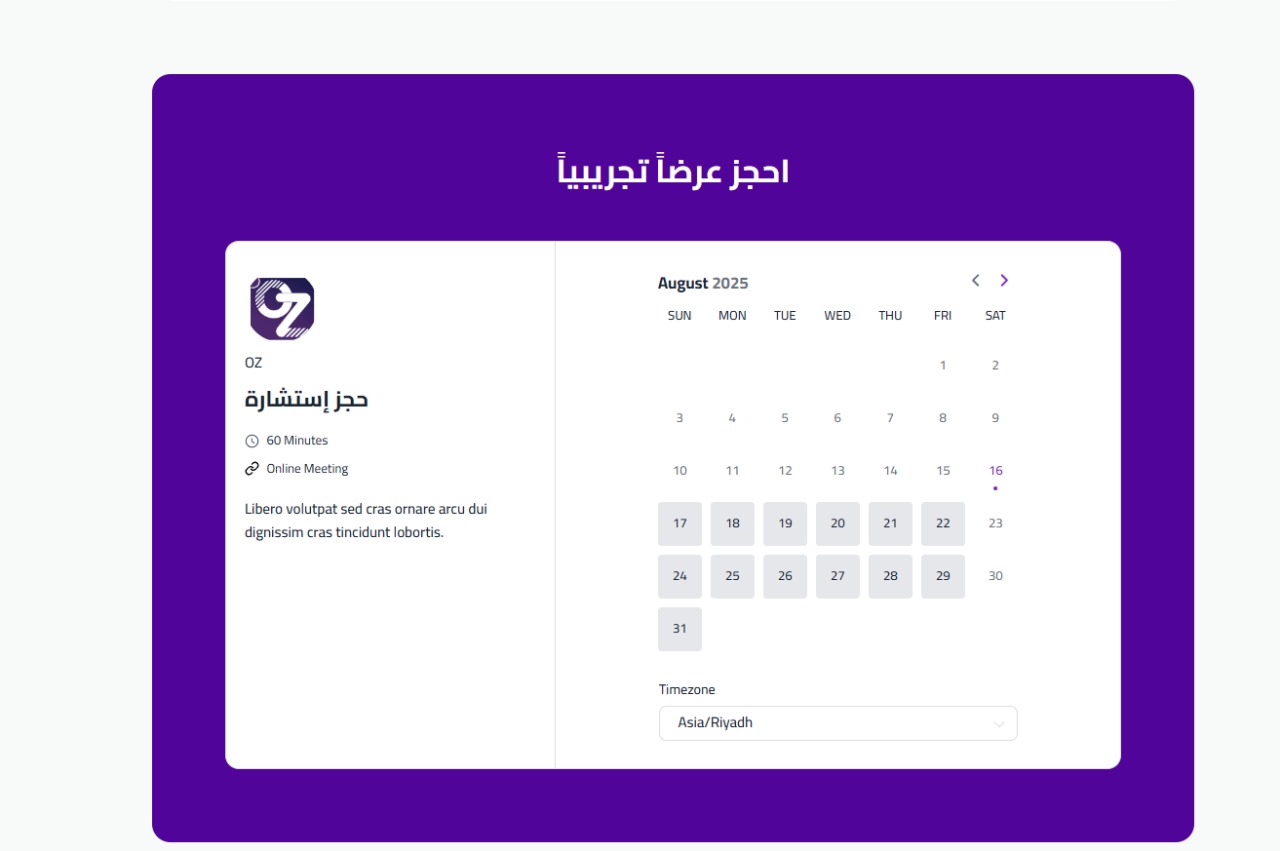 احجز عرضاً تجريبياً
OZ
OZ
حجز إستشارة
60 Minutes
Online Meeting
Libero volutpat sed cras ornare arcu dui
dignissim cras tincidunt lobortis.
August 2025
SUN MON TUE WED THU FRI SAT
1 2
3 4 5 6 7 8 9
10 11 12 13 14 15 16
17 18 19 20 21 22 23
24 25 26 27 28 29 30
31
Timezone
Asia/Riyadh